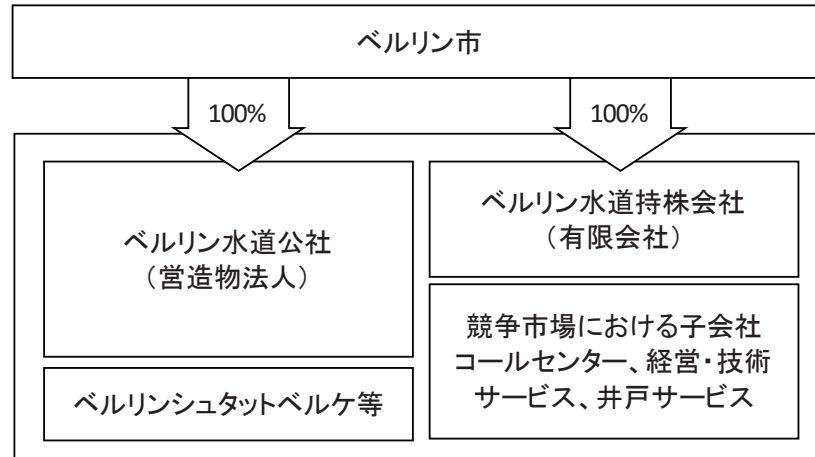 ベルリン市
100%
100%
ベルリン水道公社
（営造物法人）
ベルリンシュタットベルケ等
ベルリン水道持株会社
（有限会社）
競争市場における子会社
コールセンター、経営・技術
サービス、井戸サービス